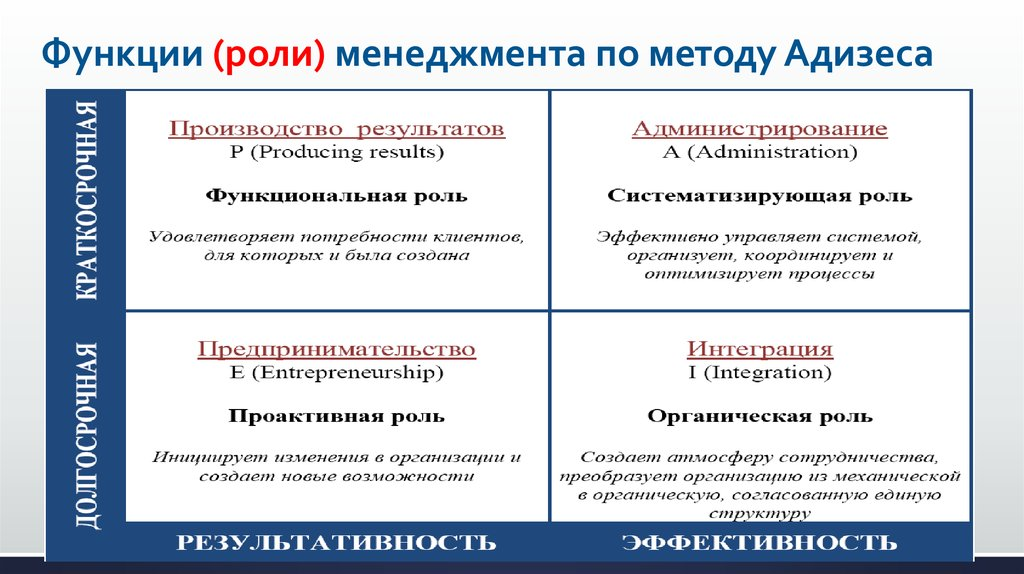 Функции (роли) менеджмента по методу Адизеса
КРАТКОСРОЧНАЯ
Производство результатов
P (Producing results)
Функциональная роль
Удовлетворяет потребности клиентов,
для которых и была создана
Администрирование
A (Administration)
Систематизирующая роль
Эффективно управляет системой,
организует, координирует и
оптимизирует процессы
ДОЛГОСРОЧНАЯ
Предпринимательство
E (Entrepreneurship)
Проактивная роль
Инициирует изменения в организации и
создает новые возможности
Интеграция
I (Integration)
Органическая роль
Создает атмосферу сотрудничества,
преобразует организацию из механической
в органическую, согласованную единую
структуру
РЕЗУЛЬТАТИВНОСТЬ
ЭФФЕКТИВНОСТЬ